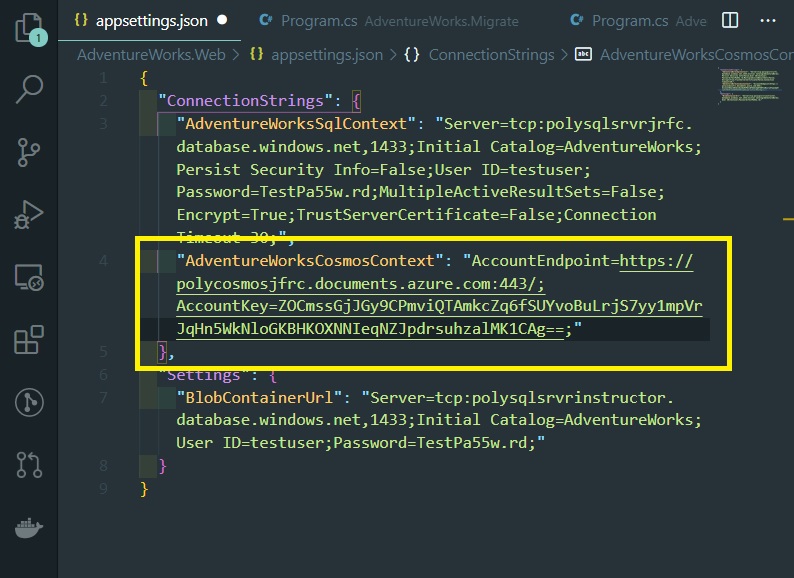 1
{} appsettings.json ●
C# Program.cs AdventureWorks.Migrate
C# Program.cs Adve
AdventureWorks.Web > {} appsettings.json > {} ConnectionStrings > abc AdventureWorksCosmosCor
1 {
2 "ConnectionStrings": {
3 "AdventureWorksSqlContext": "Server=tcp:polysqlsrvrjrfc.
database.windows.net,1433;Initial Catalog=AdventureWorks;
Persist Security Info=False;User ID=testuser;
Password=TestPa55w.rd;MultipleActiveResultSets=False;
Encrypt=True;TrustServerCertificate=False;Connection
Timeout=30;",
4 "AdventureWorksCosmosContext": "AccountEndpoint=https://
polycosmosjfrc.documents.azure.com:443/;
AccountKey=ZOCmssGjJGy9CPmviQTAmkcZq6fSUYvoBuLrjS7yy1mpVr
JqHn5WkNloGKBHKOXNNIeqNZJpdrsuhzalMK1CAg==;"
5 },
6 "Settings": {
7 "BlobContainerUrl": "Server=tcp:polysqlsrvrinstructor.
database.windows.net,1433;Initial Catalog=AdventureWorks;
User ID=testuser;Password=TestPa55w.rd;"
8 }
9 }